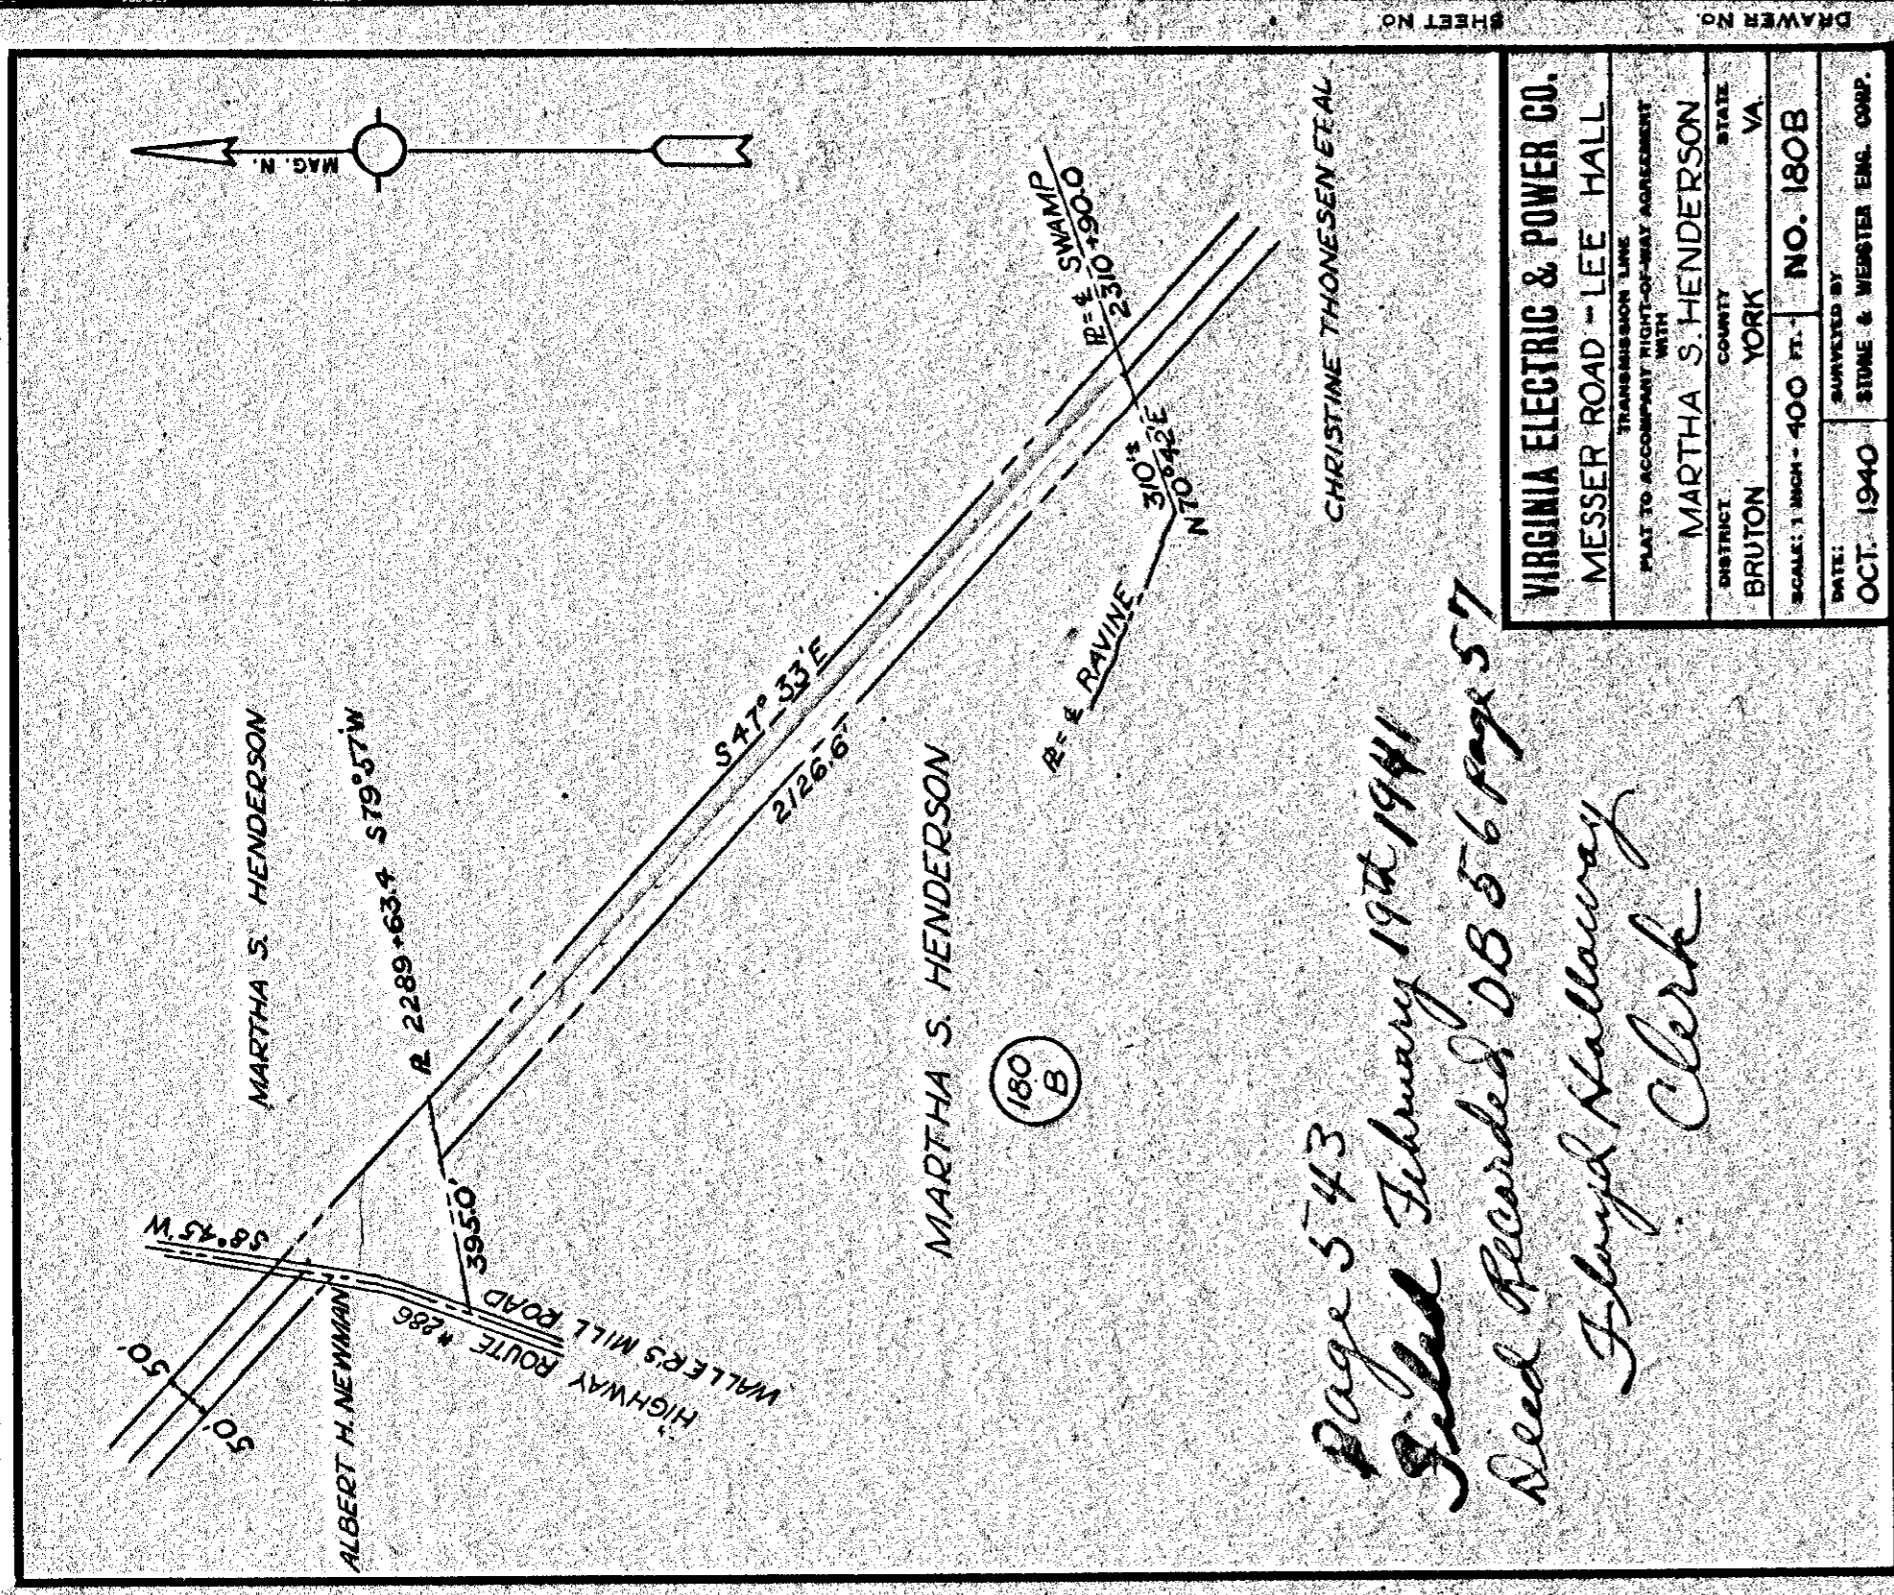 DRAWER NO.
SHEET NO.
MAG. N.
MARTHA S. HENDERSON
ALBERT H. NEWMAN
50'
50'
S8°45'W
HIGHWAY ROUTE #286
WALLER'S MILL ROAD
395.0'
PL 2289+63.4 S79°57'W
S47°-33'E
2126.6'
MARTHA S. HENDERSON
180
B
PL = ℄ RAVINE
310'±
N70°42'E
PL = ℄ SWAMP
2310+90.0
CHRISTINE THONESEN ET.AL.
Page 543
Filed February 19th 1941
Deed Recorded DB 56 page 57
Floyd Hallaway
Clerk
VIRGINIA ELECTRIC & POWER CO.
MESSER ROAD - LEE HALL
TRANSMISSION LINE
PLAT TO ACCOMPANY RIGHT-OF-WAY AGREEMENT
WITH
MARTHA S. HENDERSON
DISTRICT COUNTY STATE
BRUTON YORK VA.
SCALE: 1 INCH - 400 FT. NO. 180B
DATE: SURVEYED BY
OCT. 1940 STONE & WEBSTER ENG. CORP.